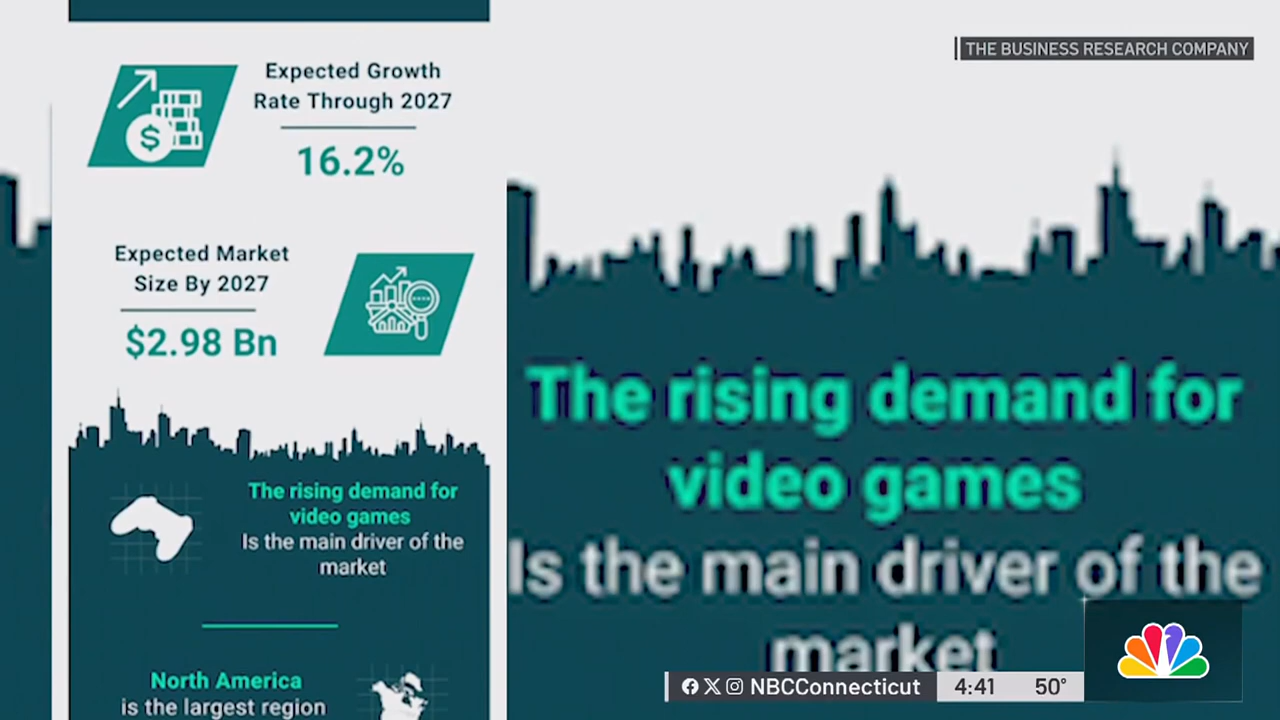 THE BUSINESS RESEARCH COMPANY
Expected Growth
Rate Through 2027
16.2%
$
Expected Market
Size By 2027
$2.98 Bn
The rising demand for
video games
Is the main driver of the
market
North America
is the largest region
The rising demand for
video games
Is the main driver of the
market
NBCConnecticut 4:41 50°